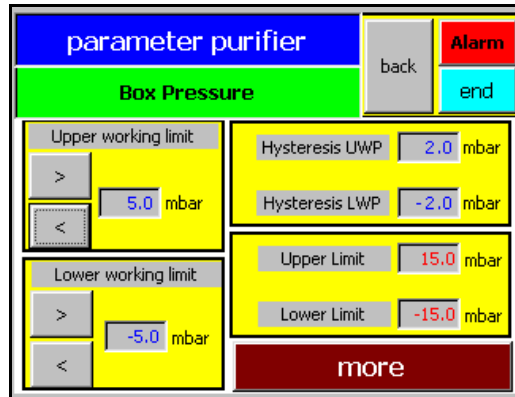 parameter purifier
back
Alarm
Box Pressure
end
Upper working limit
>
5.0 mbar
<
Hysteresis UWP 2.0 mbar
Hysteresis LWP -2.0 mbar
Lower working limit
>
-5.0 mbar
<
Upper Limit 15.0 mbar
Lower Limit -15.0 mbar
more